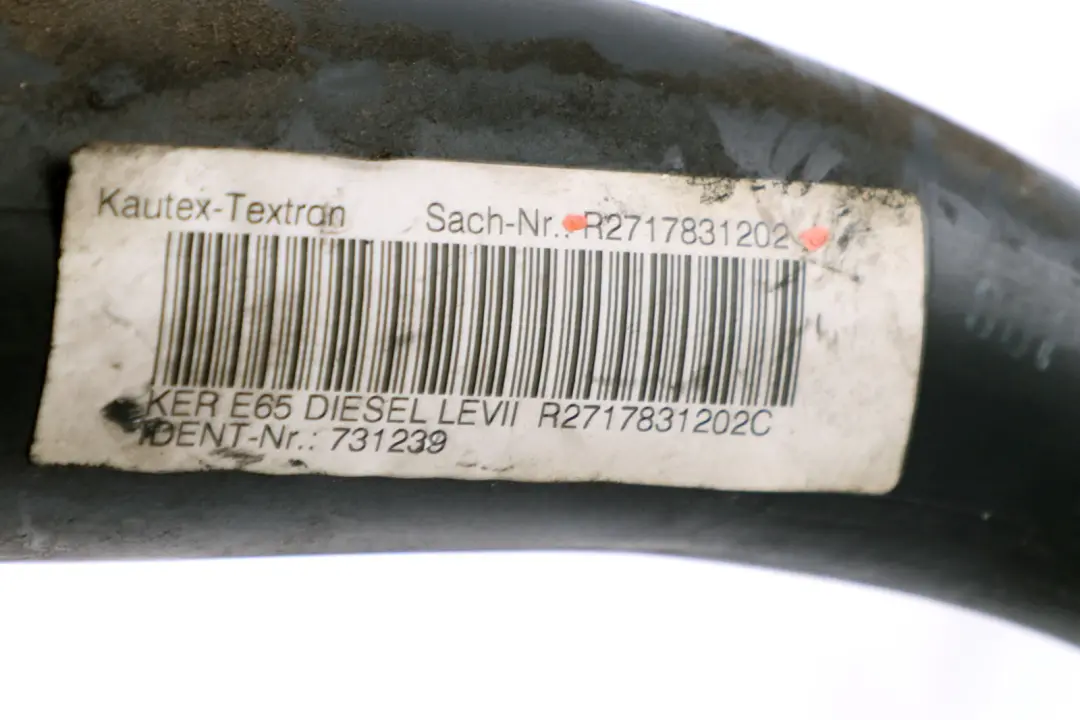 Kautex-Textron Sach-Nr.: R2717831202
KER E65 DIESEL LEVII R2717831202C
IDENT-Nr.: 731239